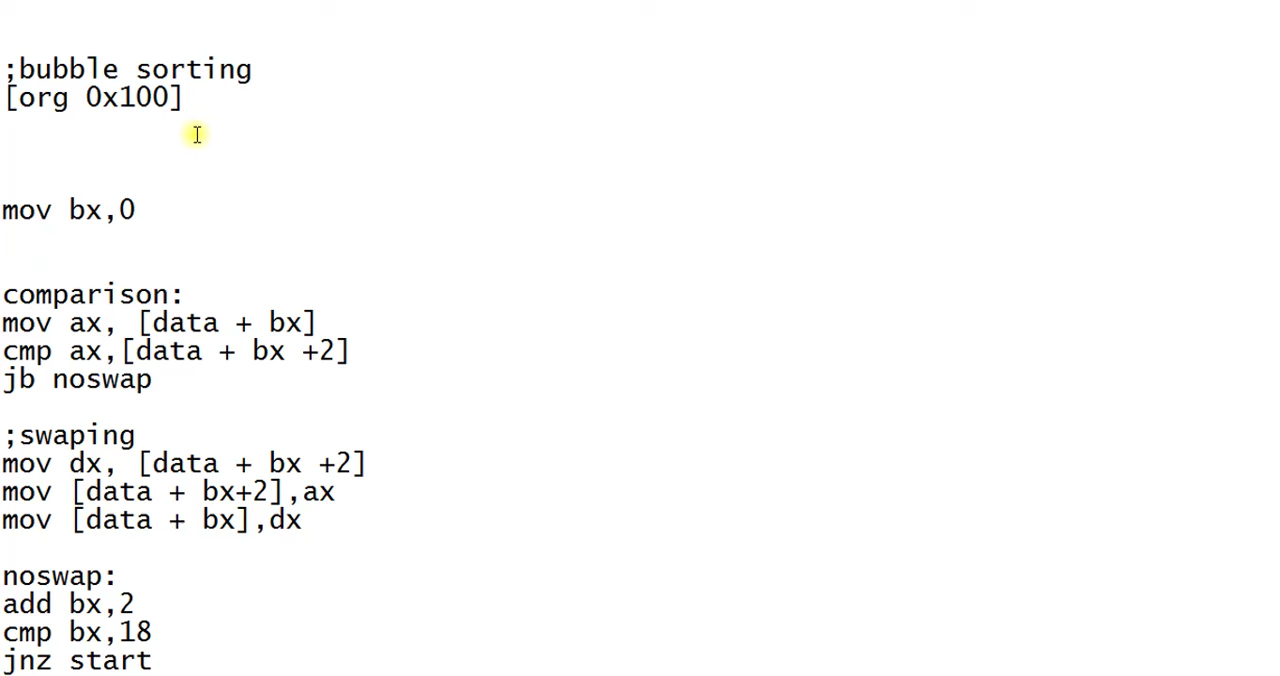 ;bubble sorting
[org 0x100]
mov bx,0
comparison:
mov ax, [data + bx]
cmp ax,[data + bx +2]
jb noswap
;swaping
mov dx, [data + bx +2]
mov [data + bx+2],ax
mov [data + bx],dx
noswap:
add bx,2
cmp bx,18
jnz start